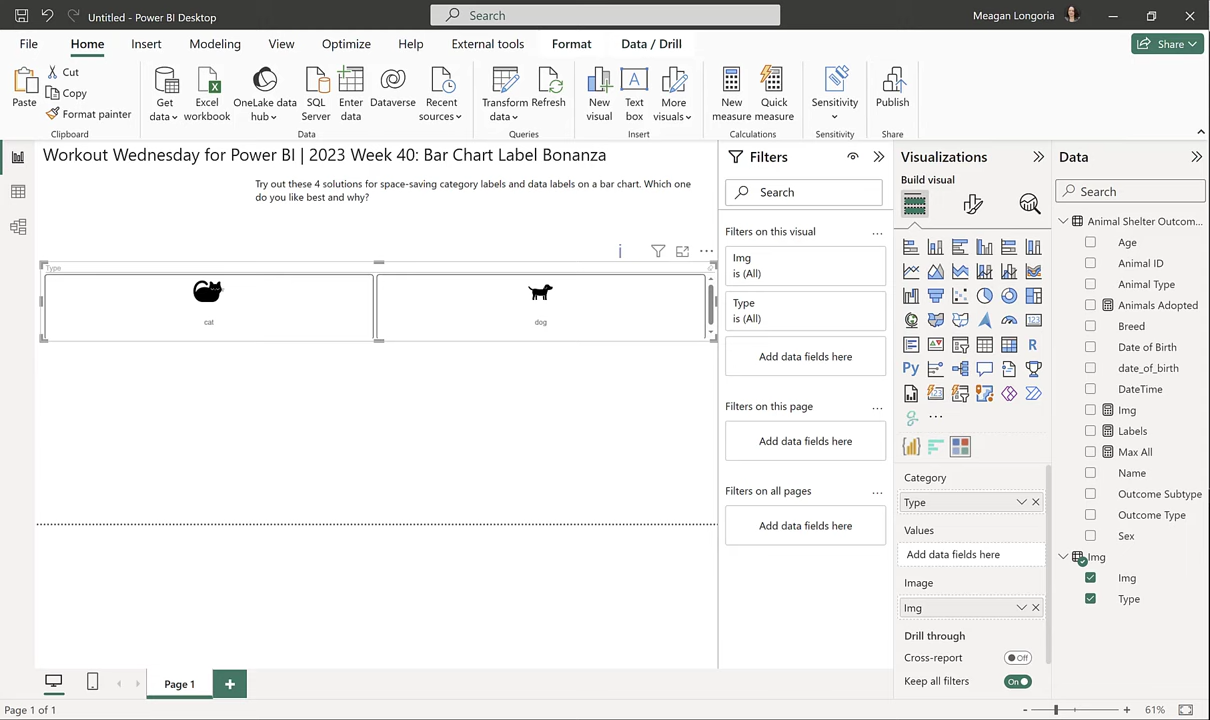 Untitled - Power BI Desktop
Search
Meagan Longoria
File
Home
Insert
Modeling
View
Optimize
Help
External tools
Format
Data / Drill
Share
Paste
Cut
Copy
Format painter
Clipboard
Get data
Excel workbook
OneLake data hub
SQL Server
Enter data
Dataverse
Recent sources
Data
Transform data
Refresh
Queries
New visual
A
Text box
More visuals
Insert
New measure
Quick measure
Calculations
Sensitivity
Sensitivity
Publish
Share
Workout Wednesday for Power BI | 2023 Week 40: Bar Chart Label Bonanza
Try out these 4 solutions for space-saving category labels and data labels on a bar chart. Which one
do you like best and why?
Type
cat
dog
Filters
Search
Filters on this visual
Img
is (All)
Type
is (All)
Add data fields here
Filters on this page
Add data fields here
Filters on all pages
Add data fields here
Visualizations
Build visual
123
R
Py
Category
Type
Values
Add data fields here
Image
Img
Drill through
Cross-report
Off
Keep all filters
On
Data
Search
Animal Shelter Outcom...
Age
Animal ID
Animal Type
Animals Adopted
Breed
Date of Birth
date_of_birth
DateTime
Img
Labels
Max All
Name
Outcome Subtype
Outcome Type
Sex
Img
Img
Type
Page 1
+
Page 1 of 1
- + 61%